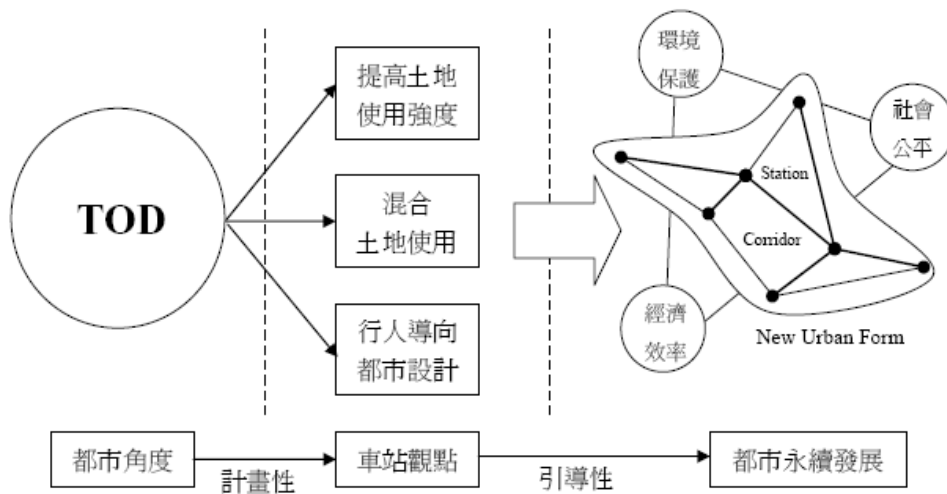 TOD
提高土地
使用強度
混合
土地使用
行人導向
都市設計
環境
保護
社會
公平
Station
Corridor
經濟
效率
New Urban Form
都市角度
計畫性
車站觀點
引導性
都市永續發展